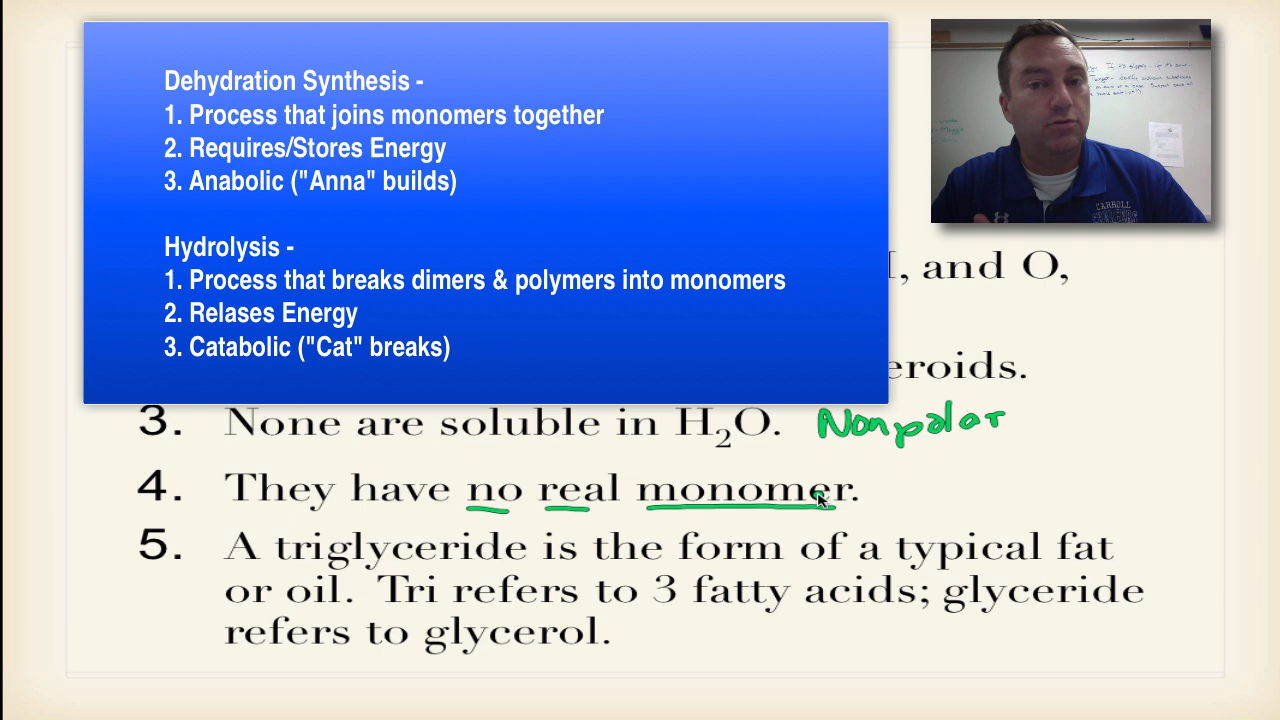 Dehydration Synthesis -
1. Process that joins monomers together
2. Requires/Stores Energy
3. Anabolic ("Anna" builds)
Hydrolysis -
1. Process that breaks dimers & polymers into monomers
2. Relases Energy
3. Catabolic ("Cat" breaks)
CARROLL
, and O,
eroids.
3. None are soluble in H₂O. Nonpolar
4. They have no real monomer.
5. A triglyceride is the form of a typical fat
or oil. Tri refers to 3 fatty acids; glyceride
refers to glycerol.